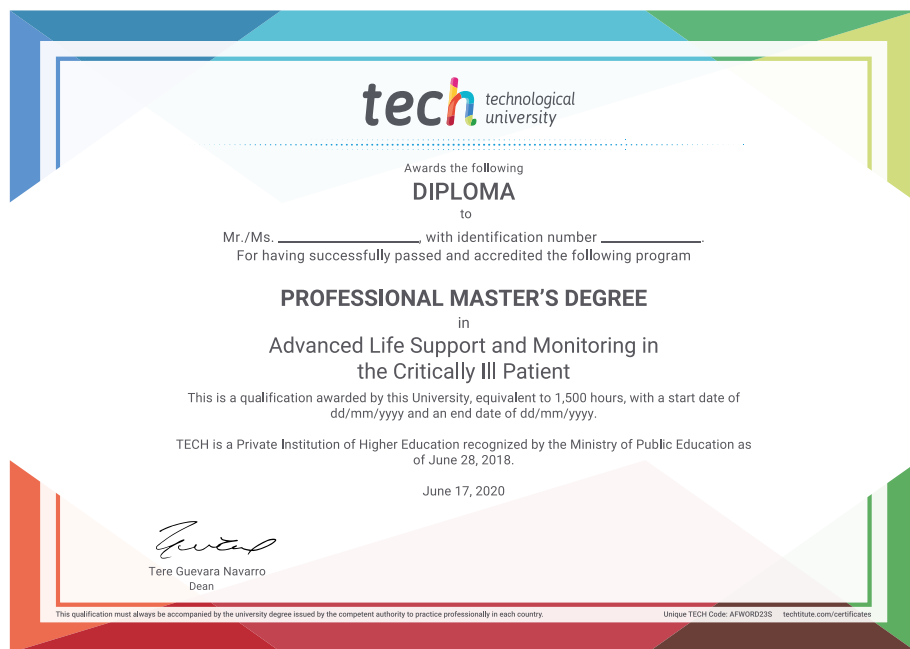 tech technological
university
Awards the following
DIPLOMA
to
Mr./Ms. ____________________, with identification number ______________.
For having successfully passed and accredited the following program
PROFESSIONAL MASTER'S DEGREE
in
Advanced Life Support and Monitoring in
the Critically Ill Patient
This is a qualification awarded by this University, equivalent to 1,500 hours, with a start date of
dd/mm/yyyy and an end date of dd/mm/yyyy.
TECH is a Private Institution of Higher Education recognized by the Ministry of Public Education as
of June 28, 2018.
June 17, 2020
Tere Guevara Navarro
Dean
This qualification must always be accompanied by the university degree issued by the competent authority to practice professionally in each country. Unique TECH Code: AFWORD23S techtitute.com/certificates